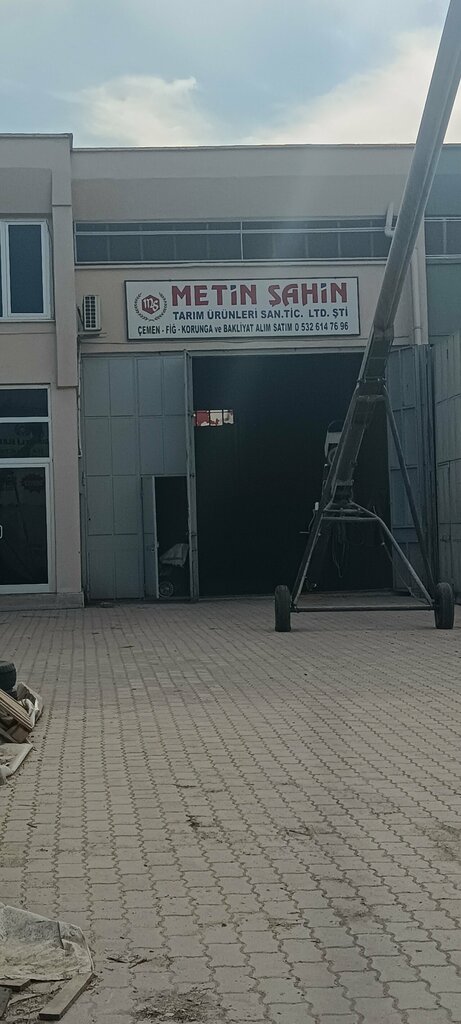 MŞ
METİN ŞAHİN
TARIM ÜRÜNLERİ SAN.TİC. LTD. ŞTİ
ÇEMEN - FİĞ - KORUNGA ve BAKLİYAT ALIM SATIM 0 532 614 76 96